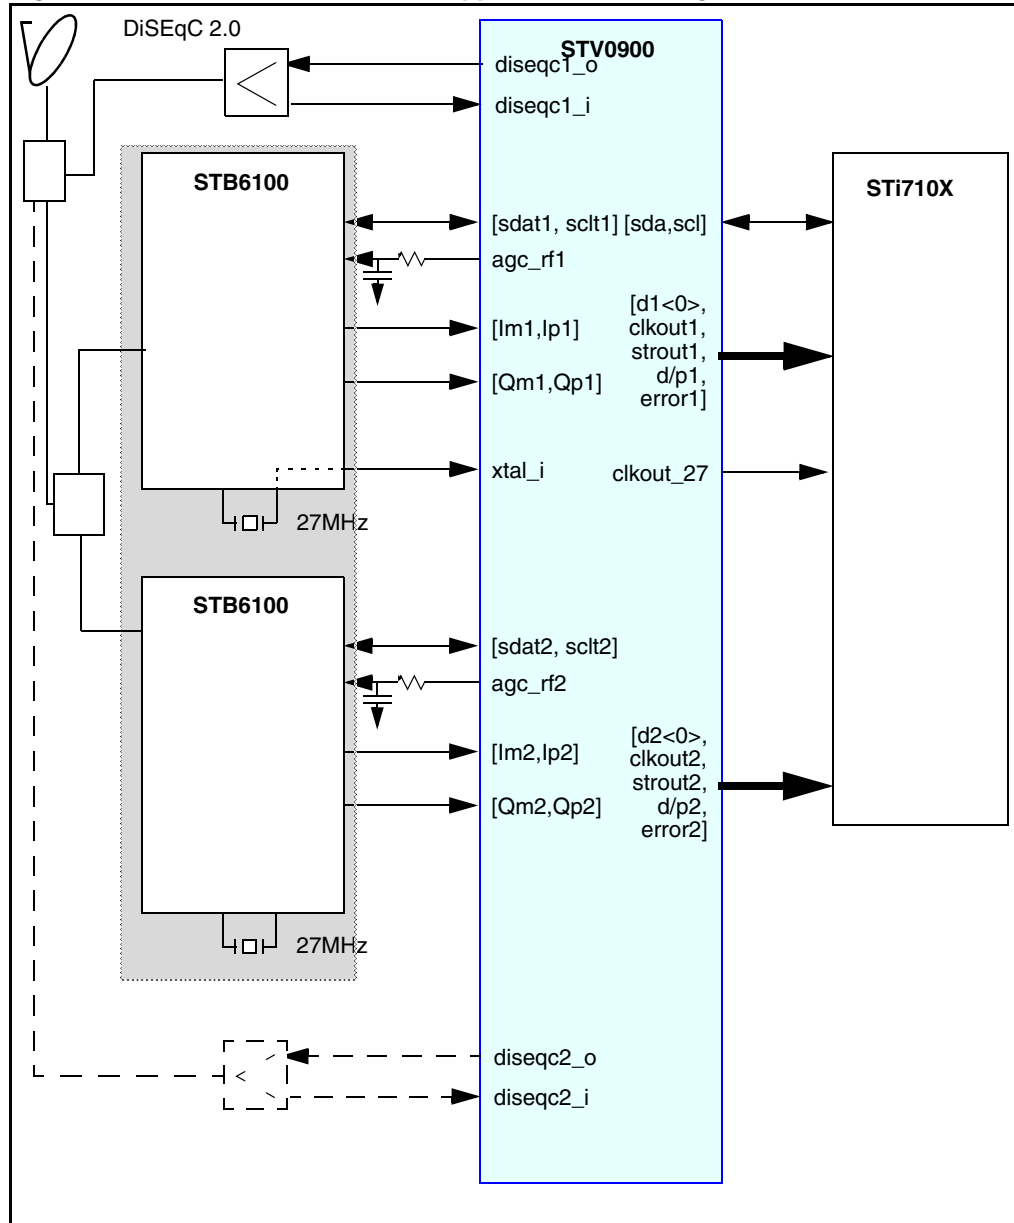 DiSEqC 2.0
STV0900
diseqc1_o
diseqc1_i
STB6100
STi710X
[sdat1, sclt1] [sda,scl]
agc_rf1
[d1<0>,
clkout1,
strout1,
d/p1,
error1]
[Im1,Ip1]
[Qm1,Qp1]
xtal_i
clkout_27
27MHz
STB6100
[sdat2, sclt2]
agc_rf2
[d2<0>,
clkout2,
strout2,
d/p2,
error2]
[Im2,Ip2]
[Qm2,Qp2]
27MHz
diseqc2_o
diseqc2_i